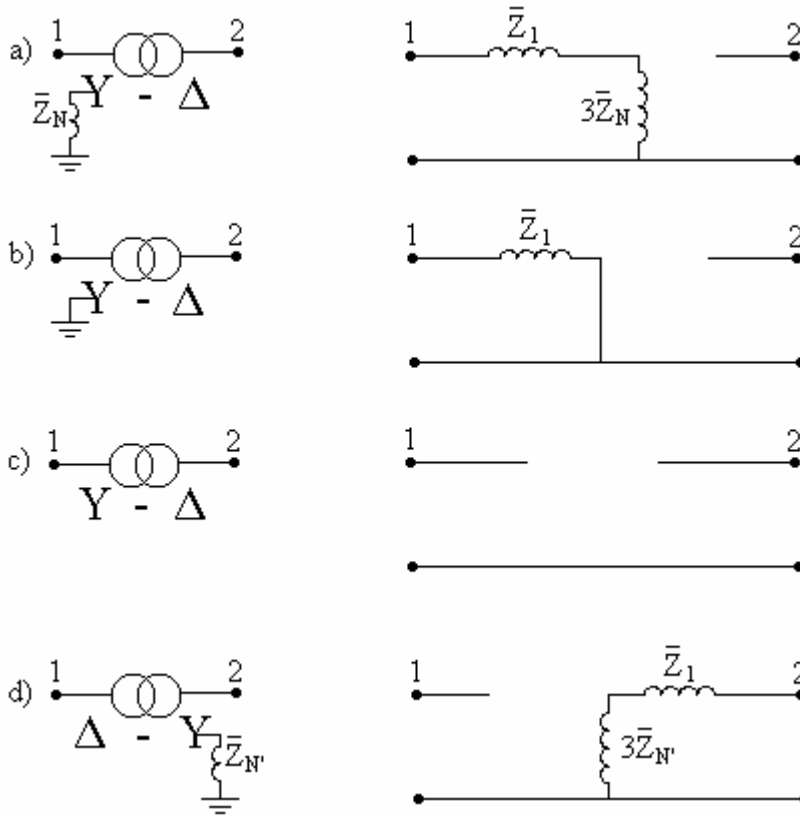 a) 1 2 Z̄₁ 1 2
Z̄N Y - Δ 3Z̄N
b) 1 2 Z̄₁ 1 2
Y - Δ
c) 1 2 1 2
Y - Δ
d) 1 2 Z̄₁ 1 2
Δ - Y Z̄N' 3Z̄N'